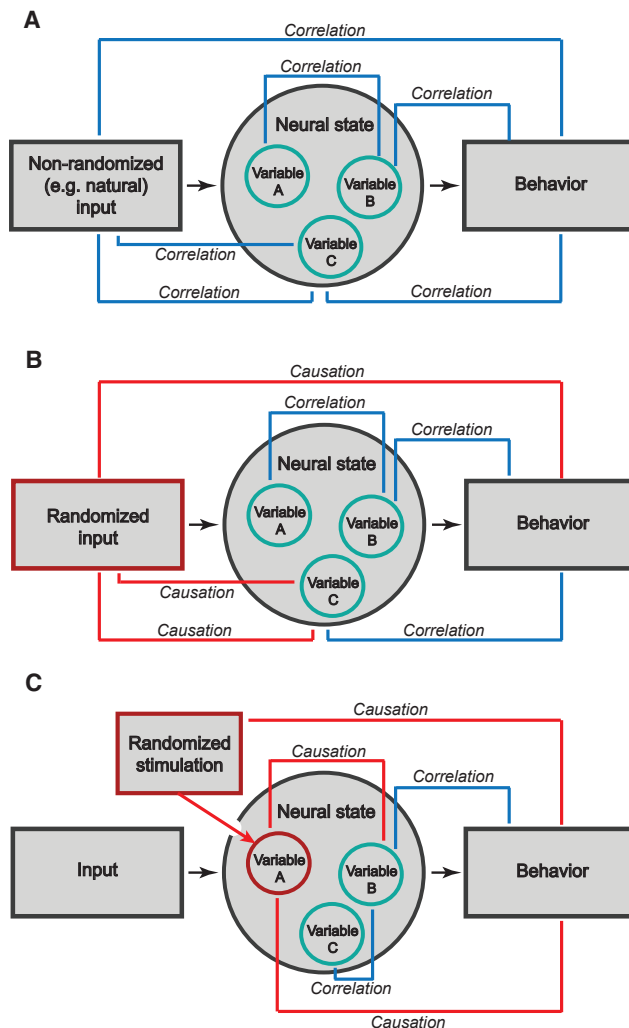 A
Correlation
Correlation
Correlation
Neural state
Non-randomized
(e.g. natural)
input
Variable
A
Variable
B
Variable
C
Behavior
Correlation
Correlation
Correlation
B
Causation
Correlation
Correlation
Neural state
Randomized
input
Variable
A
Variable
B
Variable
C
Behavior
Causation
Causation
Correlation
C
Causation
Randomized
stimulation
Causation
Correlation
Neural state
Input
Variable
A
Variable
B
Variable
C
Behavior
Correlation
Causation